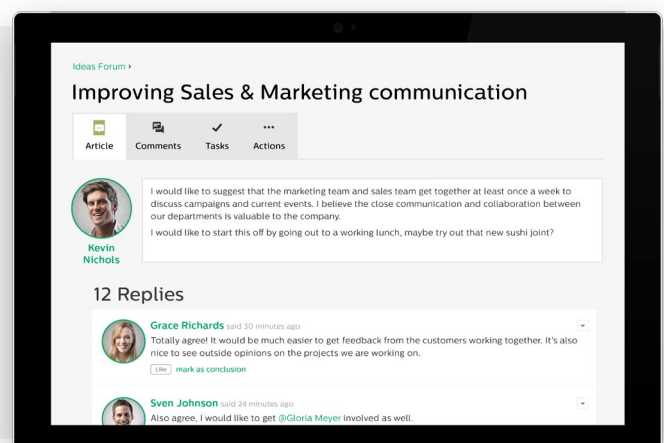 Ideas Forum ›
Improving Sales & Marketing communication
Article Comments Tasks Actions
I would like to suggest that the marketing team and sales team get together at least once a week to
discuss campaigns and current events. I believe the close communication and collaboration between
our departments is valuable to the company.
I would like to start this off by going out to a working lunch, maybe try out that new sushi joint?
Kevin
Nichols
12 Replies
Grace Richards said 30 minutes ago
Totally agree! It would be much easier to get feedback from the customers working together. It's also
nice to see outside opinions on the projects we are working on.
Like mark as conclusion
Sven Johnson said 24 minutes ago
Also agree, I would like to get @Gloria Meyer involved as well.